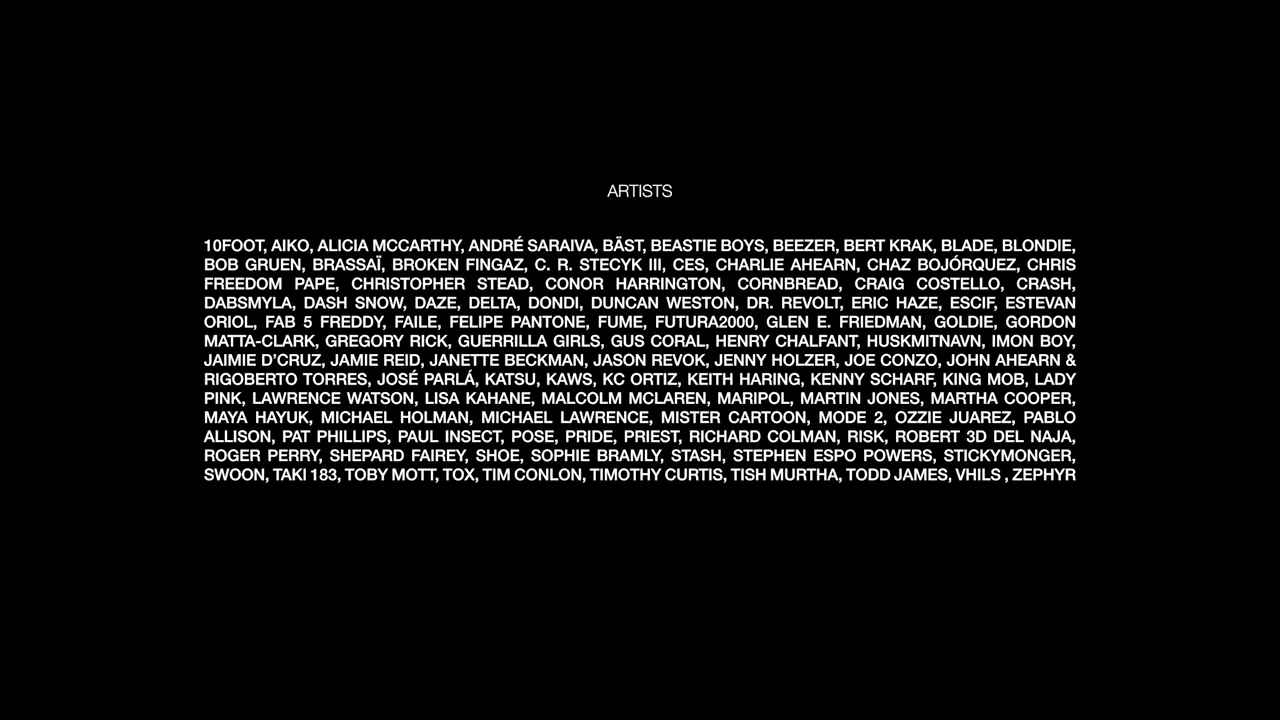 ARTISTS
10FOOT, AIKO, ALICIA MCCARTHY, ANDRÉ SARAIVA, BÄST, BEASTIE BOYS, BEEZER, BERT KRAK, BLADE, BLONDIE,
BOB GRUEN, BRASSAÏ, BROKEN FINGAZ, C. R. STECYK III, CES, CHARLIE AHEARN, CHAZ BOJÓRQUEZ, CHRIS
FREEDOM PAPE, CHRISTOPHER STEAD, CONOR HARRINGTON, CORNBREAD, CRAIG COSTELLO, CRASH,
DABSMYLA, DASH SNOW, DAZE, DELTA, DONDI, DUNCAN WESTON, DR. REVOLT, ERIC HAZE, ESCIF, ESTEVAN
ORIOL, FAB 5 FREDDY, FAILE, FELIPE PANTONE, FUME, FUTURA2000, GLEN E. FRIEDMAN, GOLDIE, GORDON
MATTA-CLARK, GREGORY RICK, GUERRILLA GIRLS, GUS CORAL, HENRY CHALFANT, HUSKMITNAVN, IMON BOY,
JAIMIE D'CRUZ, JAMIE REID, JANETTE BECKMAN, JASON REVOK, JENNY HOLZER, JOE CONZO, JOHN AHEARN &
RIGOBERTO TORRES, JOSÉ PARLÁ, KATSU, KAWS, KC ORTIZ, KEITH HARING, KENNY SCHARF, KING MOB, LADY
PINK, LAWRENCE WATSON, LISA KAHANE, MALCOLM MCLAREN, MARIPOL, MARTIN JONES, MARTHA COOPER,
MAYA HAYUK, MICHAEL HOLMAN, MICHAEL LAWRENCE, MISTER CARTOON, MODE 2, OZZIE JUAREZ, PABLO
ALLISON, PAT PHILLIPS, PAUL INSECT, POSE, PRIDE, PRIEST, RICHARD COLMAN, RISK, ROBERT 3D DEL NAJA,
ROGER PERRY, SHEPARD FAIREY, SHOE, SOPHIE BRAMLY, STASH, STEPHEN ESPO POWERS, STICKYMONGER,
SWOON, TAKI 183, TOBY MOTT, TOX, TIM CONLON, TIMOTHY CURTIS, TISH MURTHA, TODD JAMES, VHILS , ZEPHYR